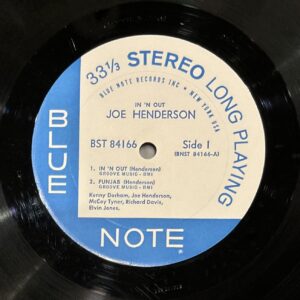 33⅓ STEREO LONG PLAYING
BLUE NOTE RECORDS INC • NEW YORK USA
IN 'N OUT
JOE HENDERSON
BST 84166
Side 1
(BNST 84166-A)
1. IN 'N OUT (Henderson)
GROOVE MUSIC - BMI
2. PUNJAB (Henderson)
GROOVE MUSIC - BMI
Kenny Dorham, Joe Henderson,
McCoy Tyner, Richard Davis,
Elvin Jones.
BLUE
NOTE